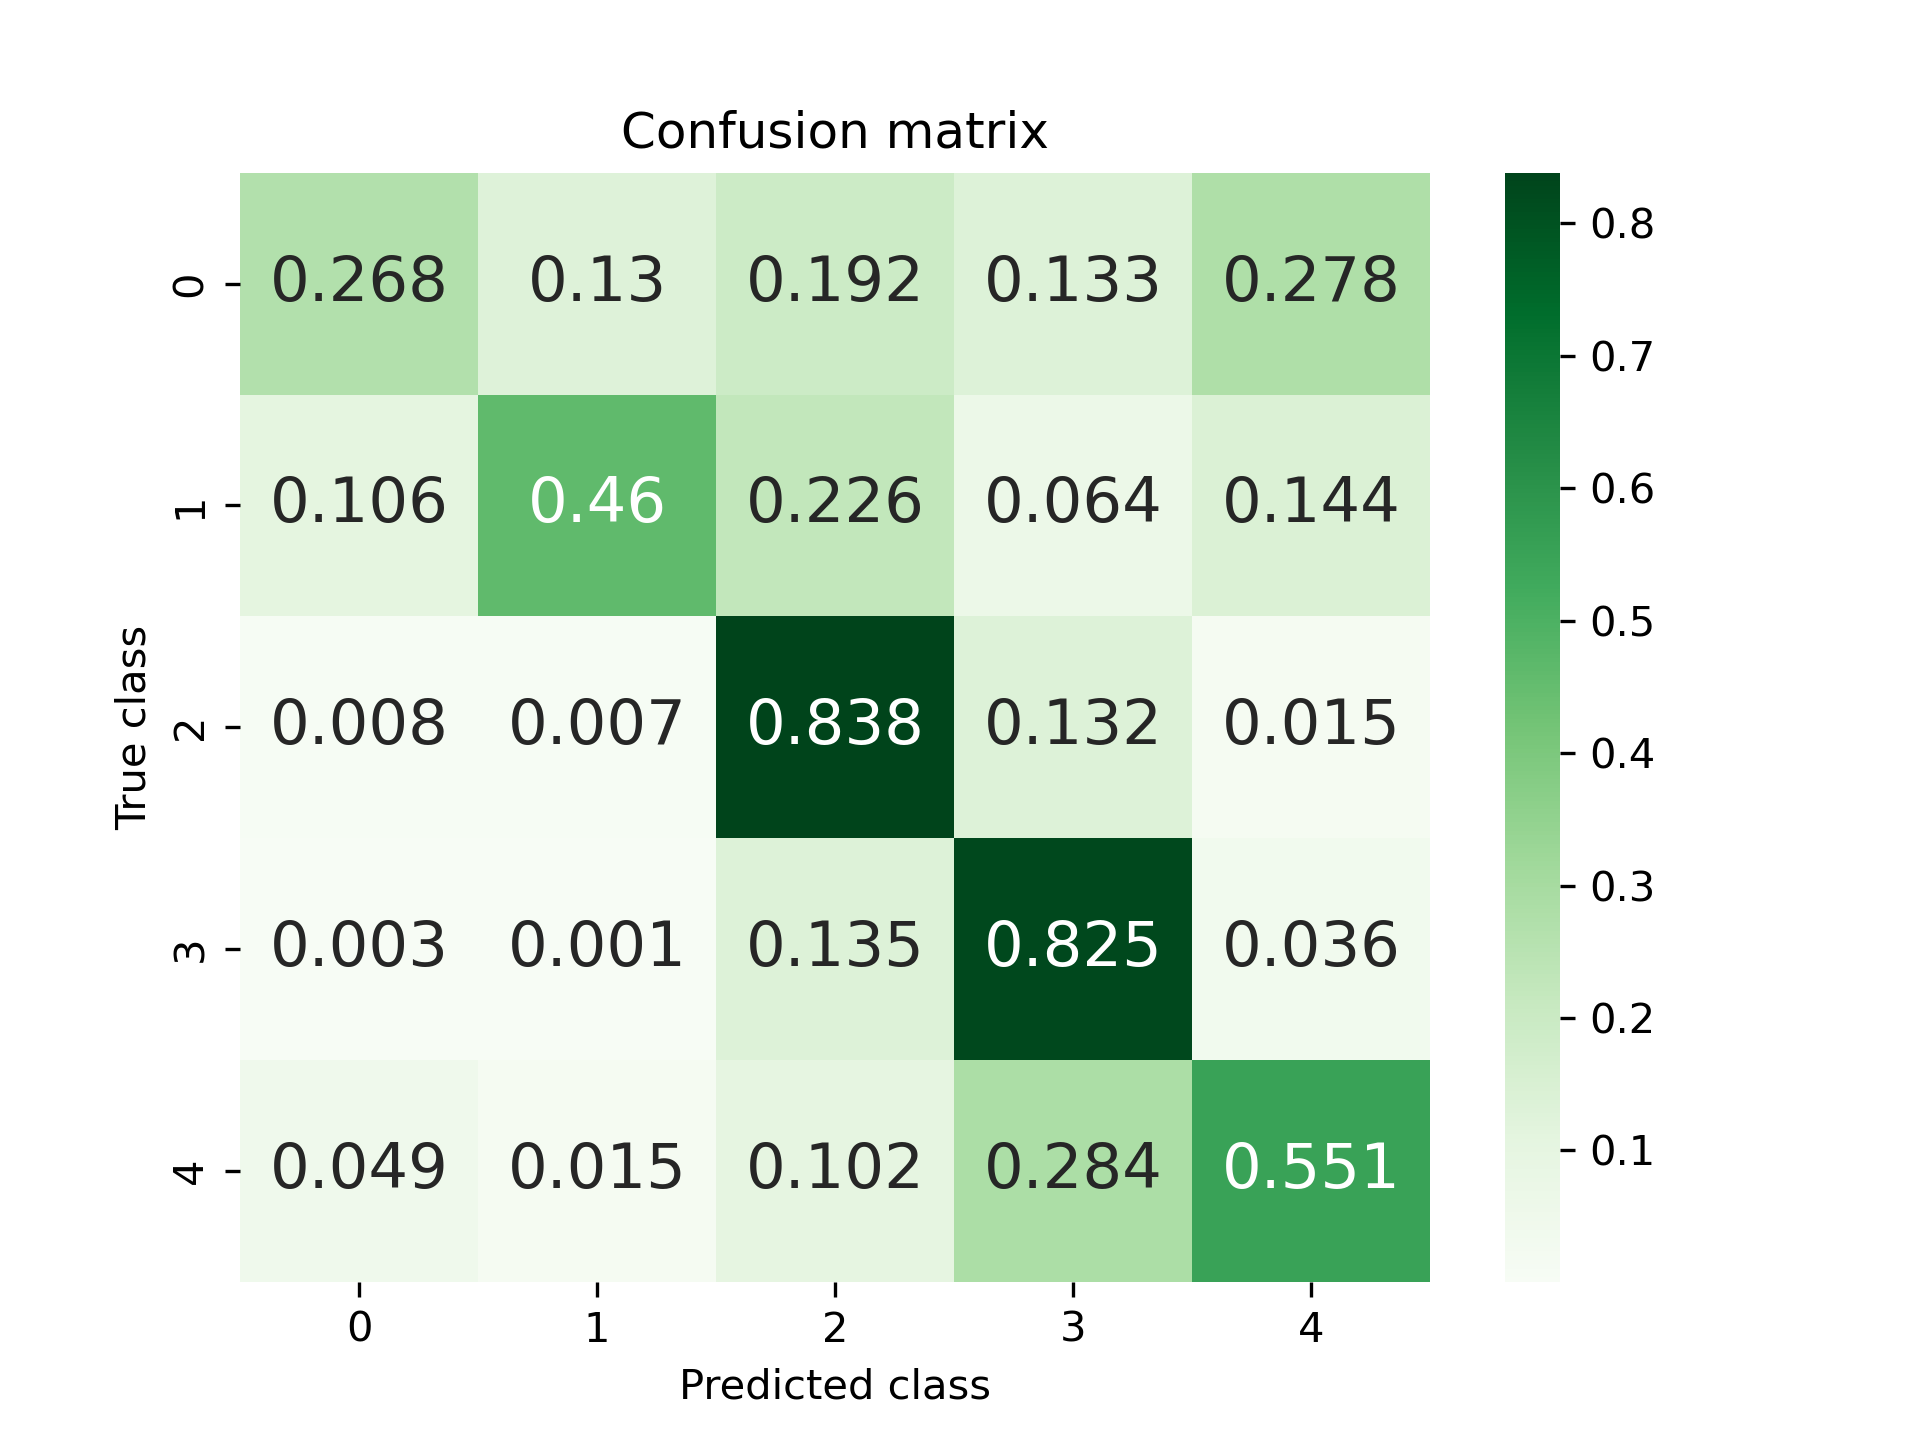 Confusion matrix
0 0.268 0.13 0.192 0.133 0.278
1 0.106 0.46 0.226 0.064 0.144
2 0.008 0.007 0.838 0.132 0.015
3 0.003 0.001 0.135 0.825 0.036
4 0.049 0.015 0.102 0.284 0.551
True class
0 1 2 3 4
Predicted class
0.8
0.7
0.6
0.5
0.4
0.3
0.2
0.1